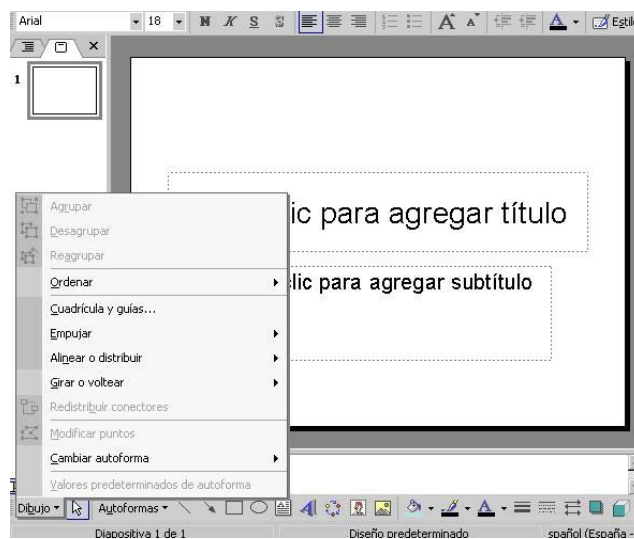 Arial 18 N K S S A A A Estilo
1
ic para agregar título
lic para agregar subtítulo
Agrupar
Desagrupar
Reagrupar
Ordenar
Cuadrícula y guías...
Empujar
Alinear o distribuir
Girar o voltear
Redistribuir conectores
Modificar puntos
Cambiar autoforma
Valores predeterminados de autoforma
Dibujo Autoformas
Diapositiva 1 de 1 Diseño predeterminado spañol (España -